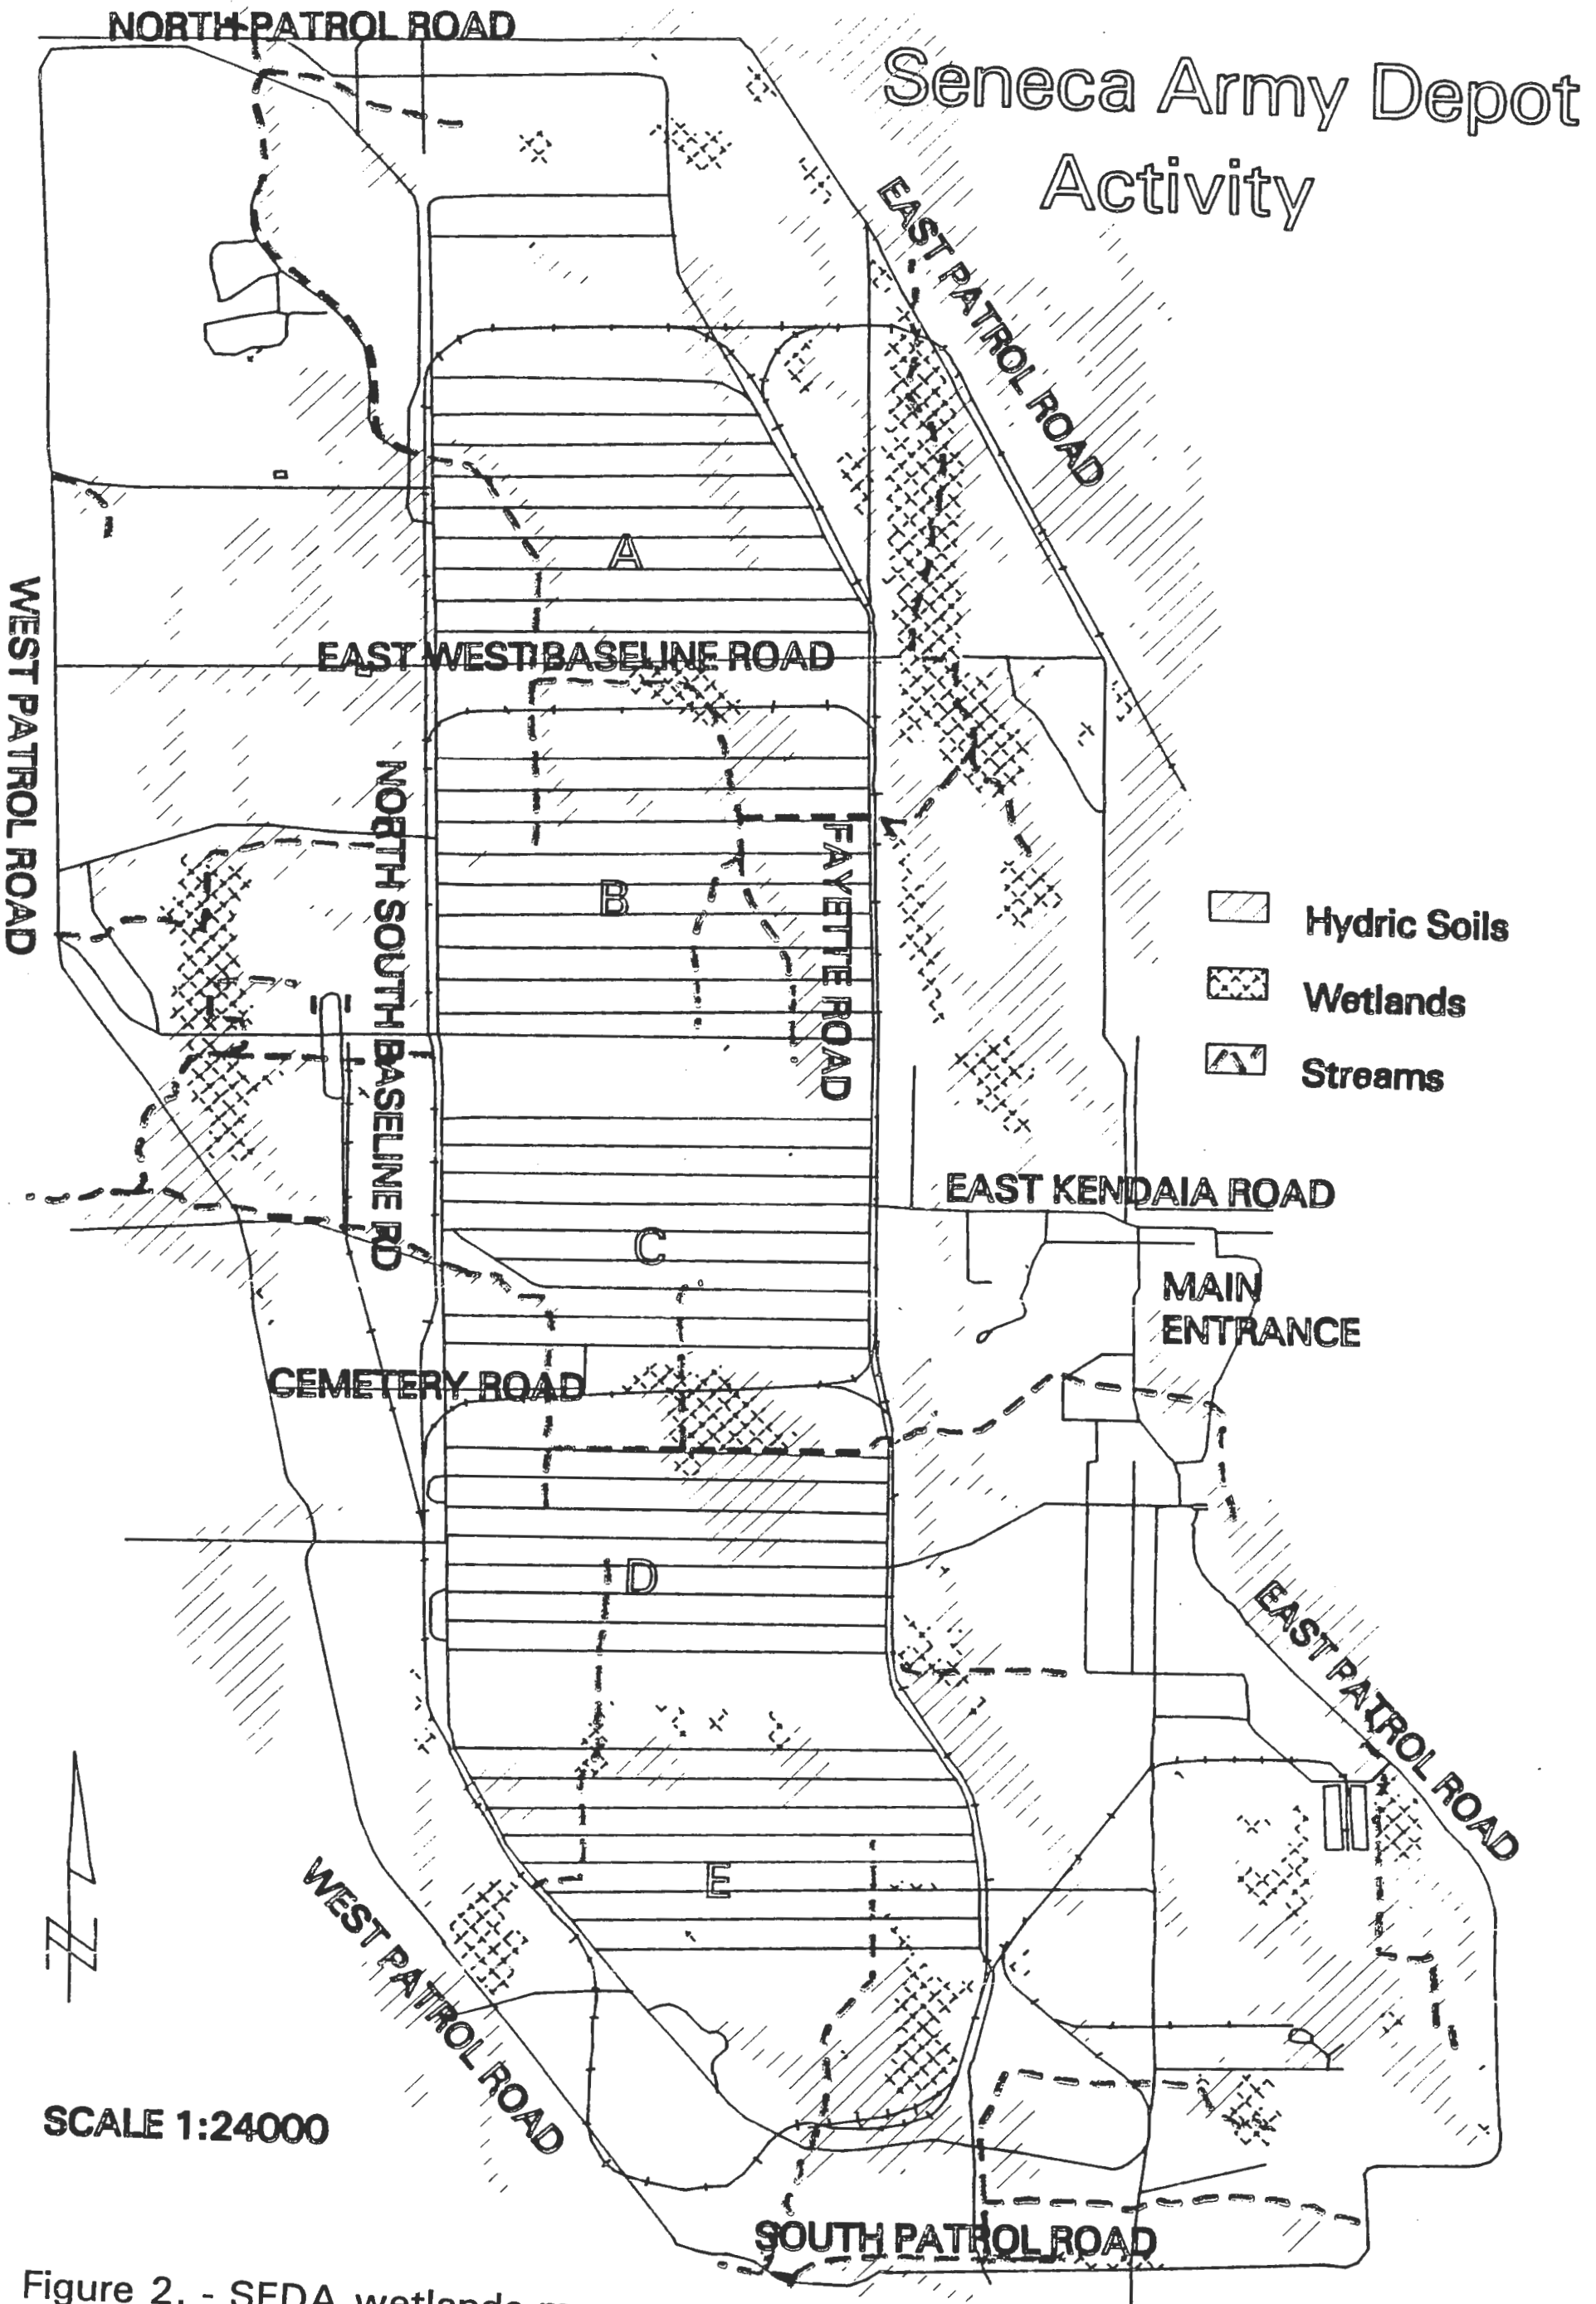 NORTH PATROL ROAD
Seneca Army Depot
Activity
EAST PATROL ROAD
A
WEST PATROL ROAD
EAST WEST BASELINE ROAD
NORTH SOUTH BASELINE RD
FAYETTE ROAD
B
Hydric Soils
Wetlands
Streams
EAST KENDAIA ROAD
C
MAIN
ENTRANCE
CEMETERY ROAD
D
EAST PATROL ROAD
E
WEST PATROL ROAD
N
SCALE 1:24000
SOUTH PATROL ROAD
Figure 2. - SEDA wetlands